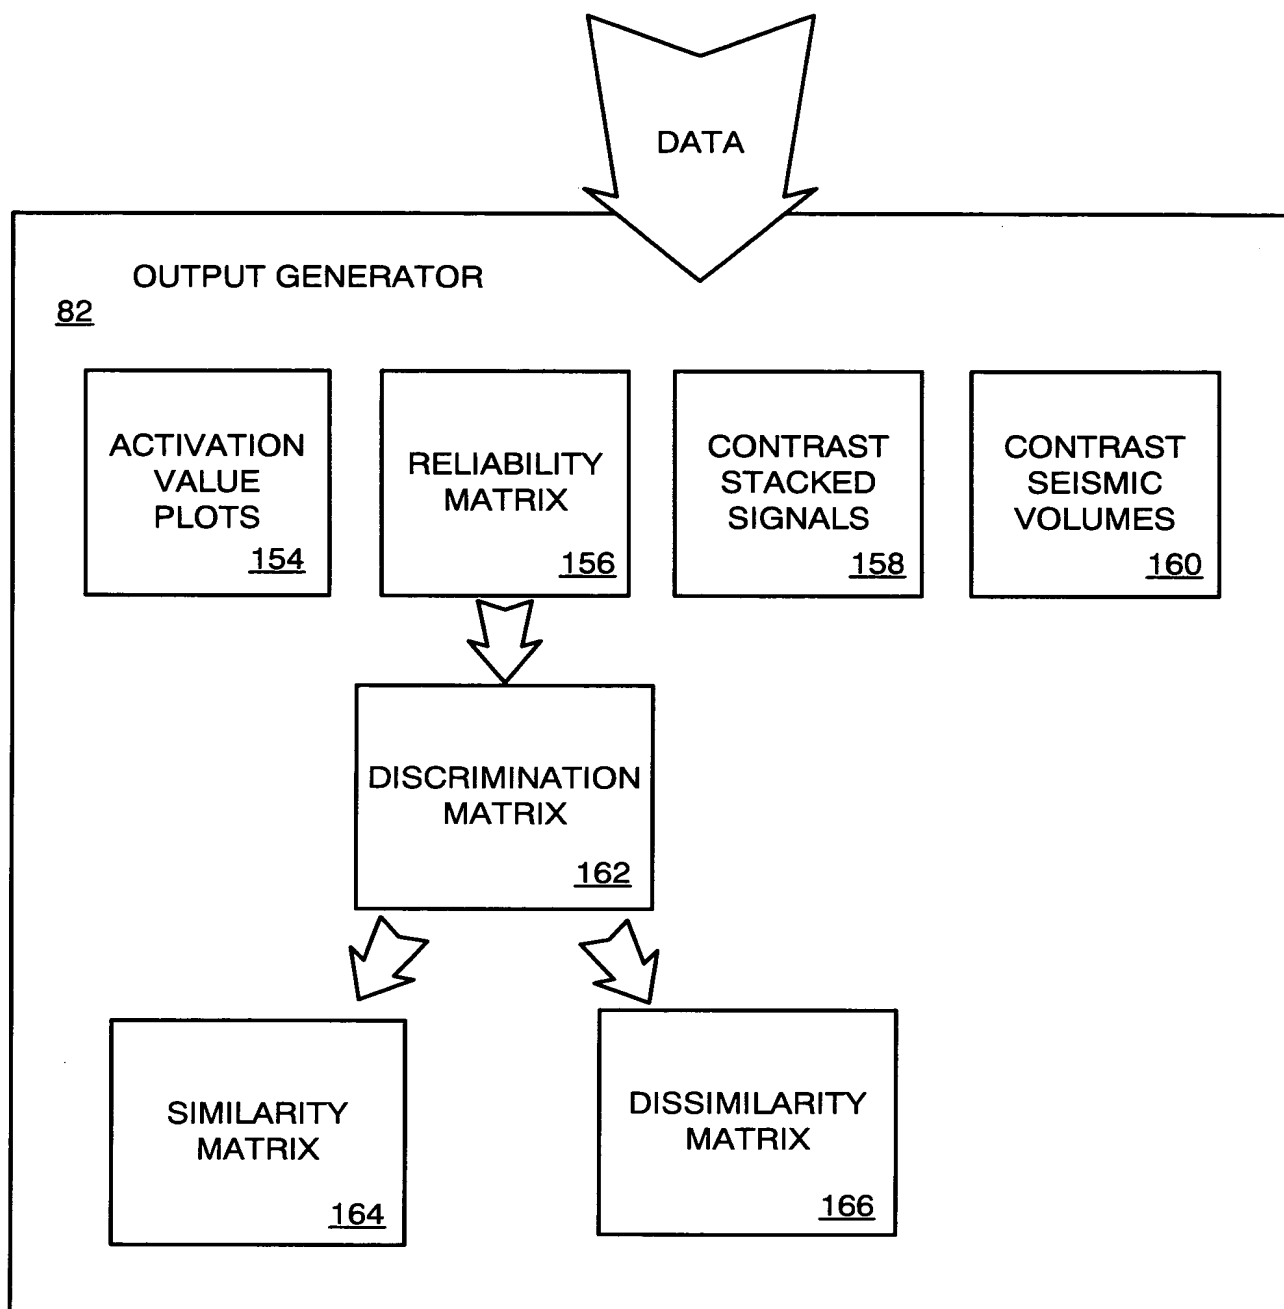 DATA
OUTPUT GENERATOR
82
ACTIVATION
VALUE
PLOTS
154
RELIABILITY
MATRIX
156
CONTRAST
STACKED
SIGNALS
158
CONTRAST
SEISMIC
VOLUMES
160
DISCRIMINATION
MATRIX
162
SIMILARITY
MATRIX
164
DISSIMILARITY
MATRIX
166